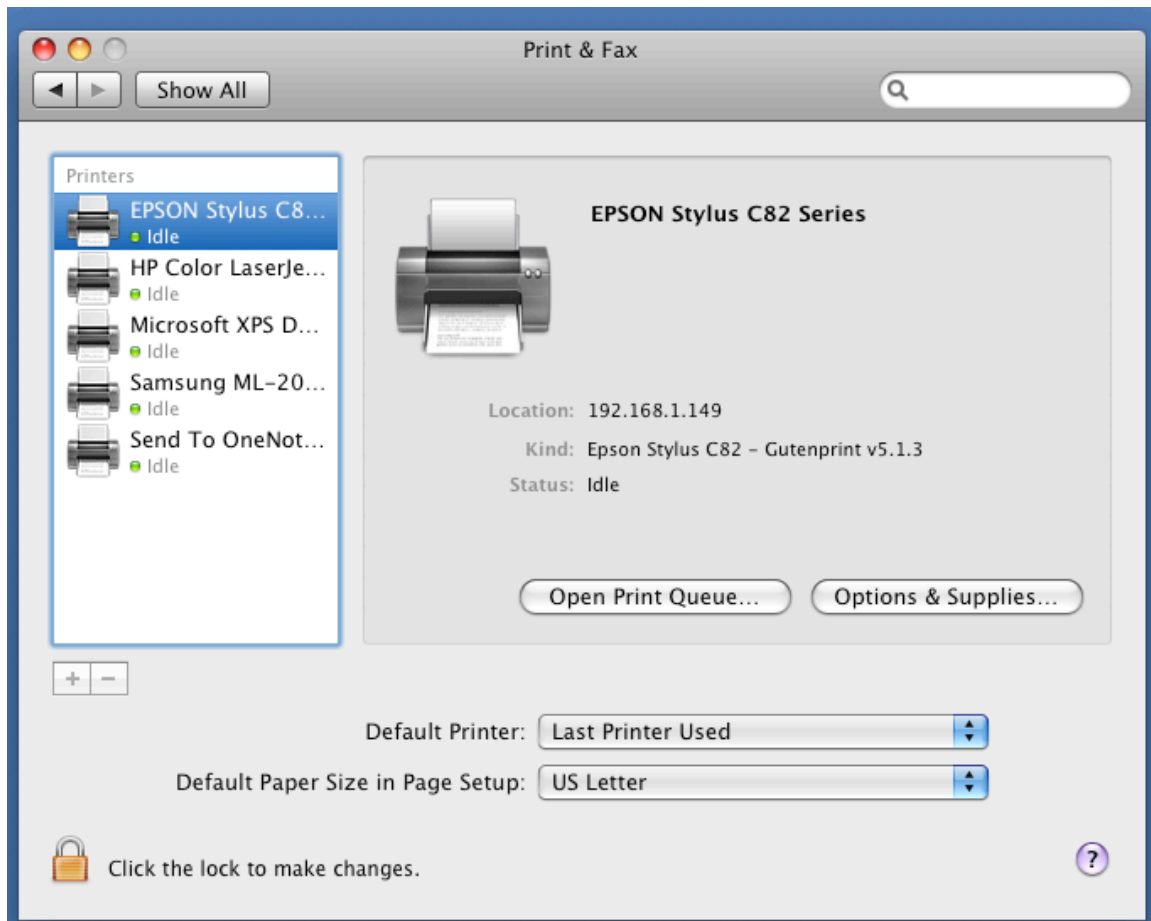 Print & Fax
Show All
Printers
EPSON Stylus C8...
Idle
HP Color LaserJe...
Idle
Microsoft XPS D...
Idle
Samsung ML-20...
Idle
Send To OneNot...
Idle
EPSON Stylus C82 Series
Location: 192.168.1.149
Kind: Epson Stylus C82 – Gutenprint v5.1.3
Status: Idle
Open Print Queue... Options & Supplies...
+ −
Default Printer: Last Printer Used
Default Paper Size in Page Setup: US Letter
Click the lock to make changes. ?